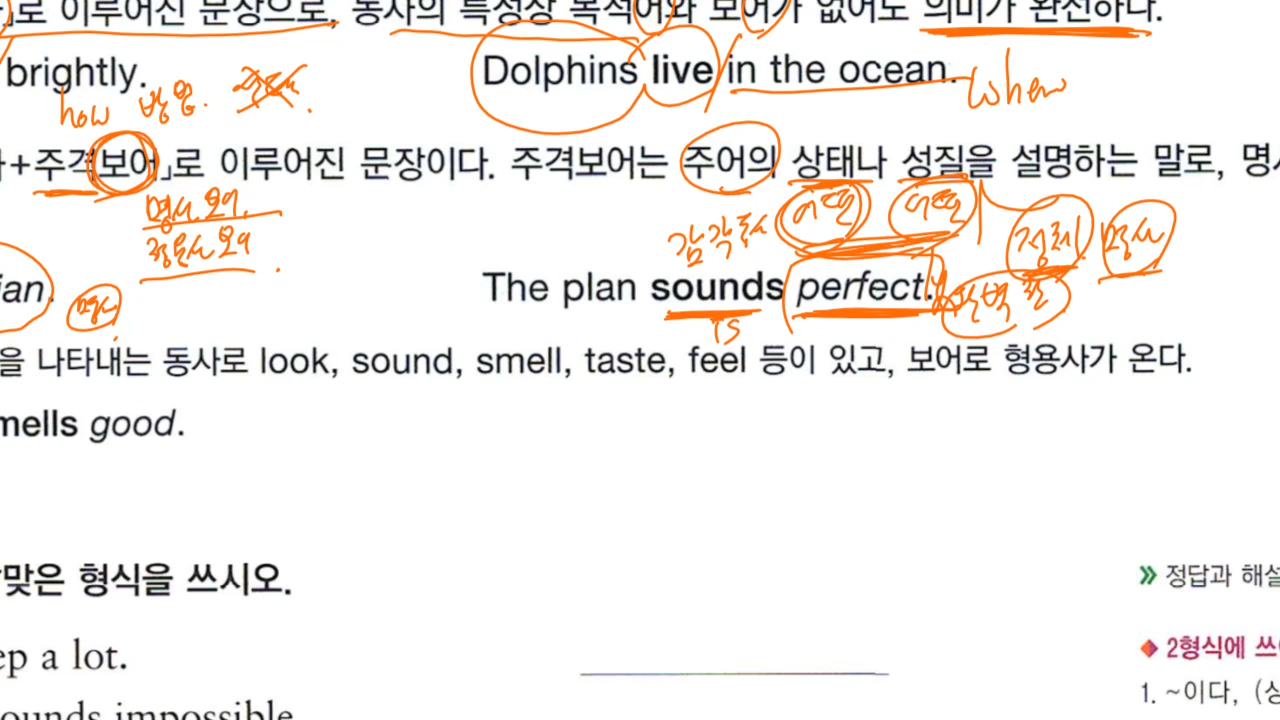 」로 이루어진 문장으로, 동사의 특성상 목적어와 보어가 없어도 의미가 완전하다.
brightly. Dolphins live in the ocean.
how 방용.
+주격보어」로 이루어진 문장이다. 주격보어는 주어의 상태나 성질을 설명하는 말로, 명사
명사 보어
형용사 보어
감각동사 어떤 어떤 정체 명사
ian. 명사 The plan sounds perfect.
is
을 나타내는 동사로 look, sound, smell, taste, feel 등이 있고, 보어로 형용사가 온다.
mells good.
맞은 형식을 쓰시오.
» 정답과 해설
ep a lot.
◆ 2형식에 쓰
1. ~이다, (상
ounds impossible